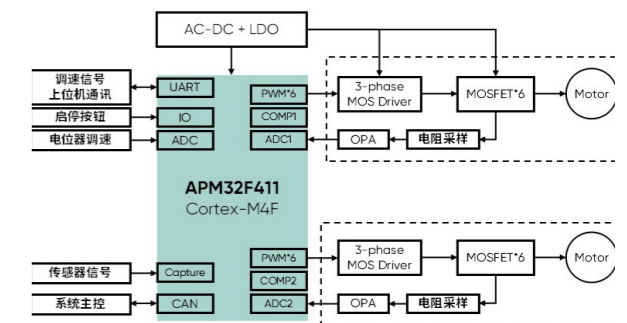 AC-DC + LDO
调速信号
上位机通讯
UART
PWM*6
3-phase
MOS Driver
MOSFET*6
Motor
启停按钮
IO
COMP1
电位器调速
ADC
ADC1
OPA
电阻采样
APM32F411
Cortex-M4F
PWM*6
3-phase
MOS Driver
MOSFET*6
Motor
传感器信号
Capture
COMP2
系统主控
CAN
ADC2
OPA
电阻采样